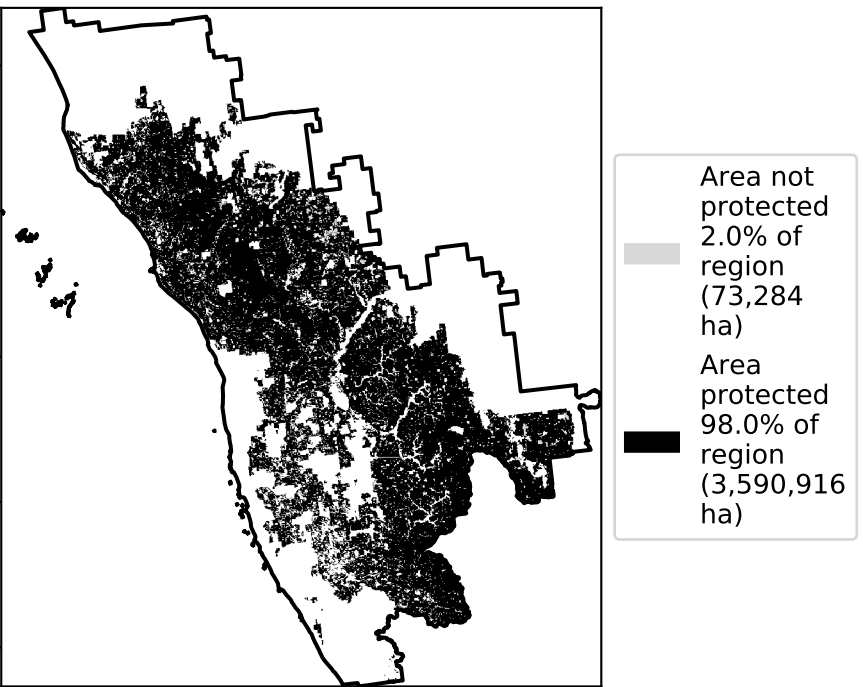 Area not
protected
2.0% of
region
(73,284
ha)
Area
protected
98.0% of
region
(3,590,916
ha)